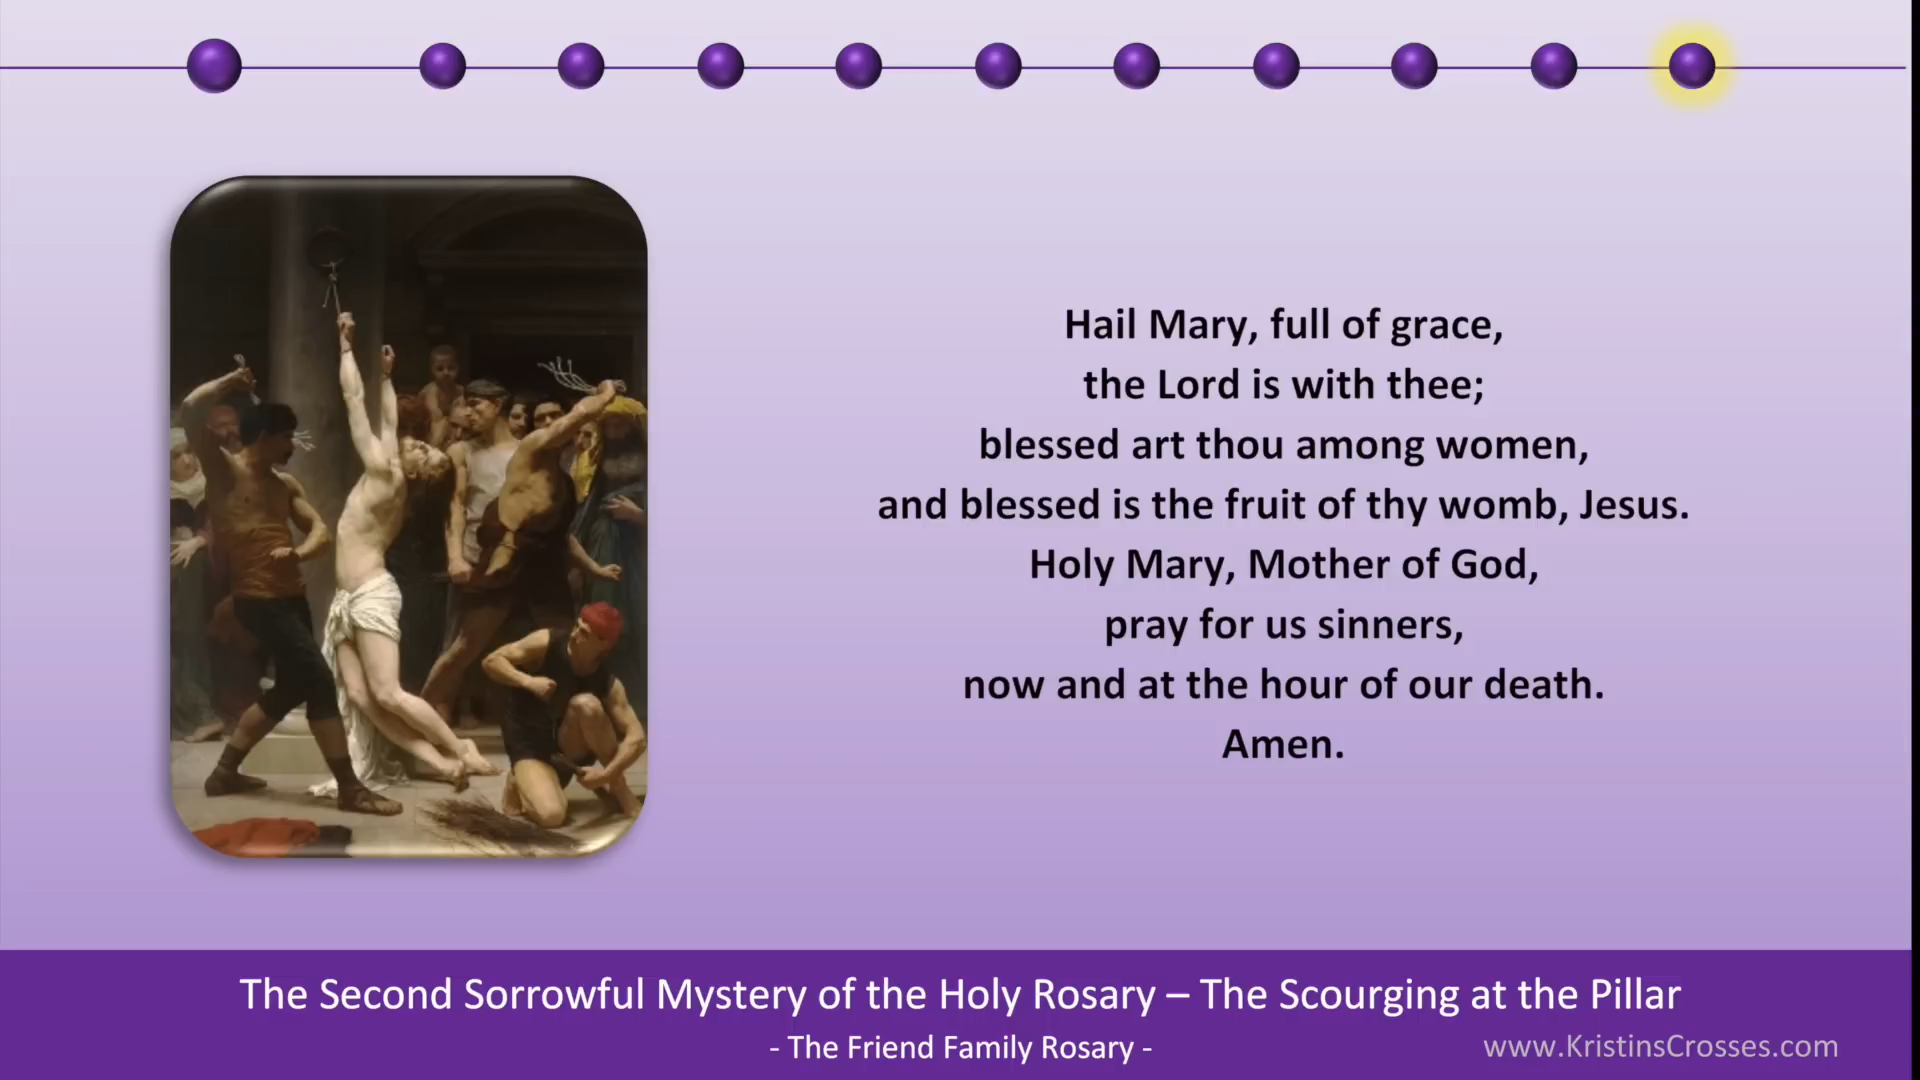 Hail Mary, full of grace,
the Lord is with thee;
blessed art thou among women,
and blessed is the fruit of thy womb, Jesus.
Holy Mary, Mother of God,
pray for us sinners,
now and at the hour of our death.
Amen.
The Second Sorrowful Mystery of the Holy Rosary – The Scourging at the Pillar
- The Friend Family Rosary -
www.KristinsCrosses.com